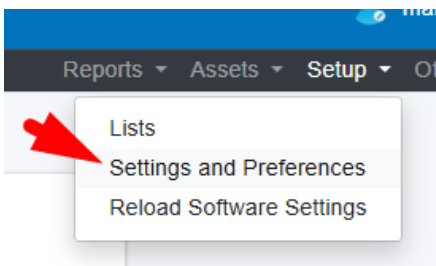 Reports Assets Setup
Lists
Settings and Preferences
Reload Software Settings